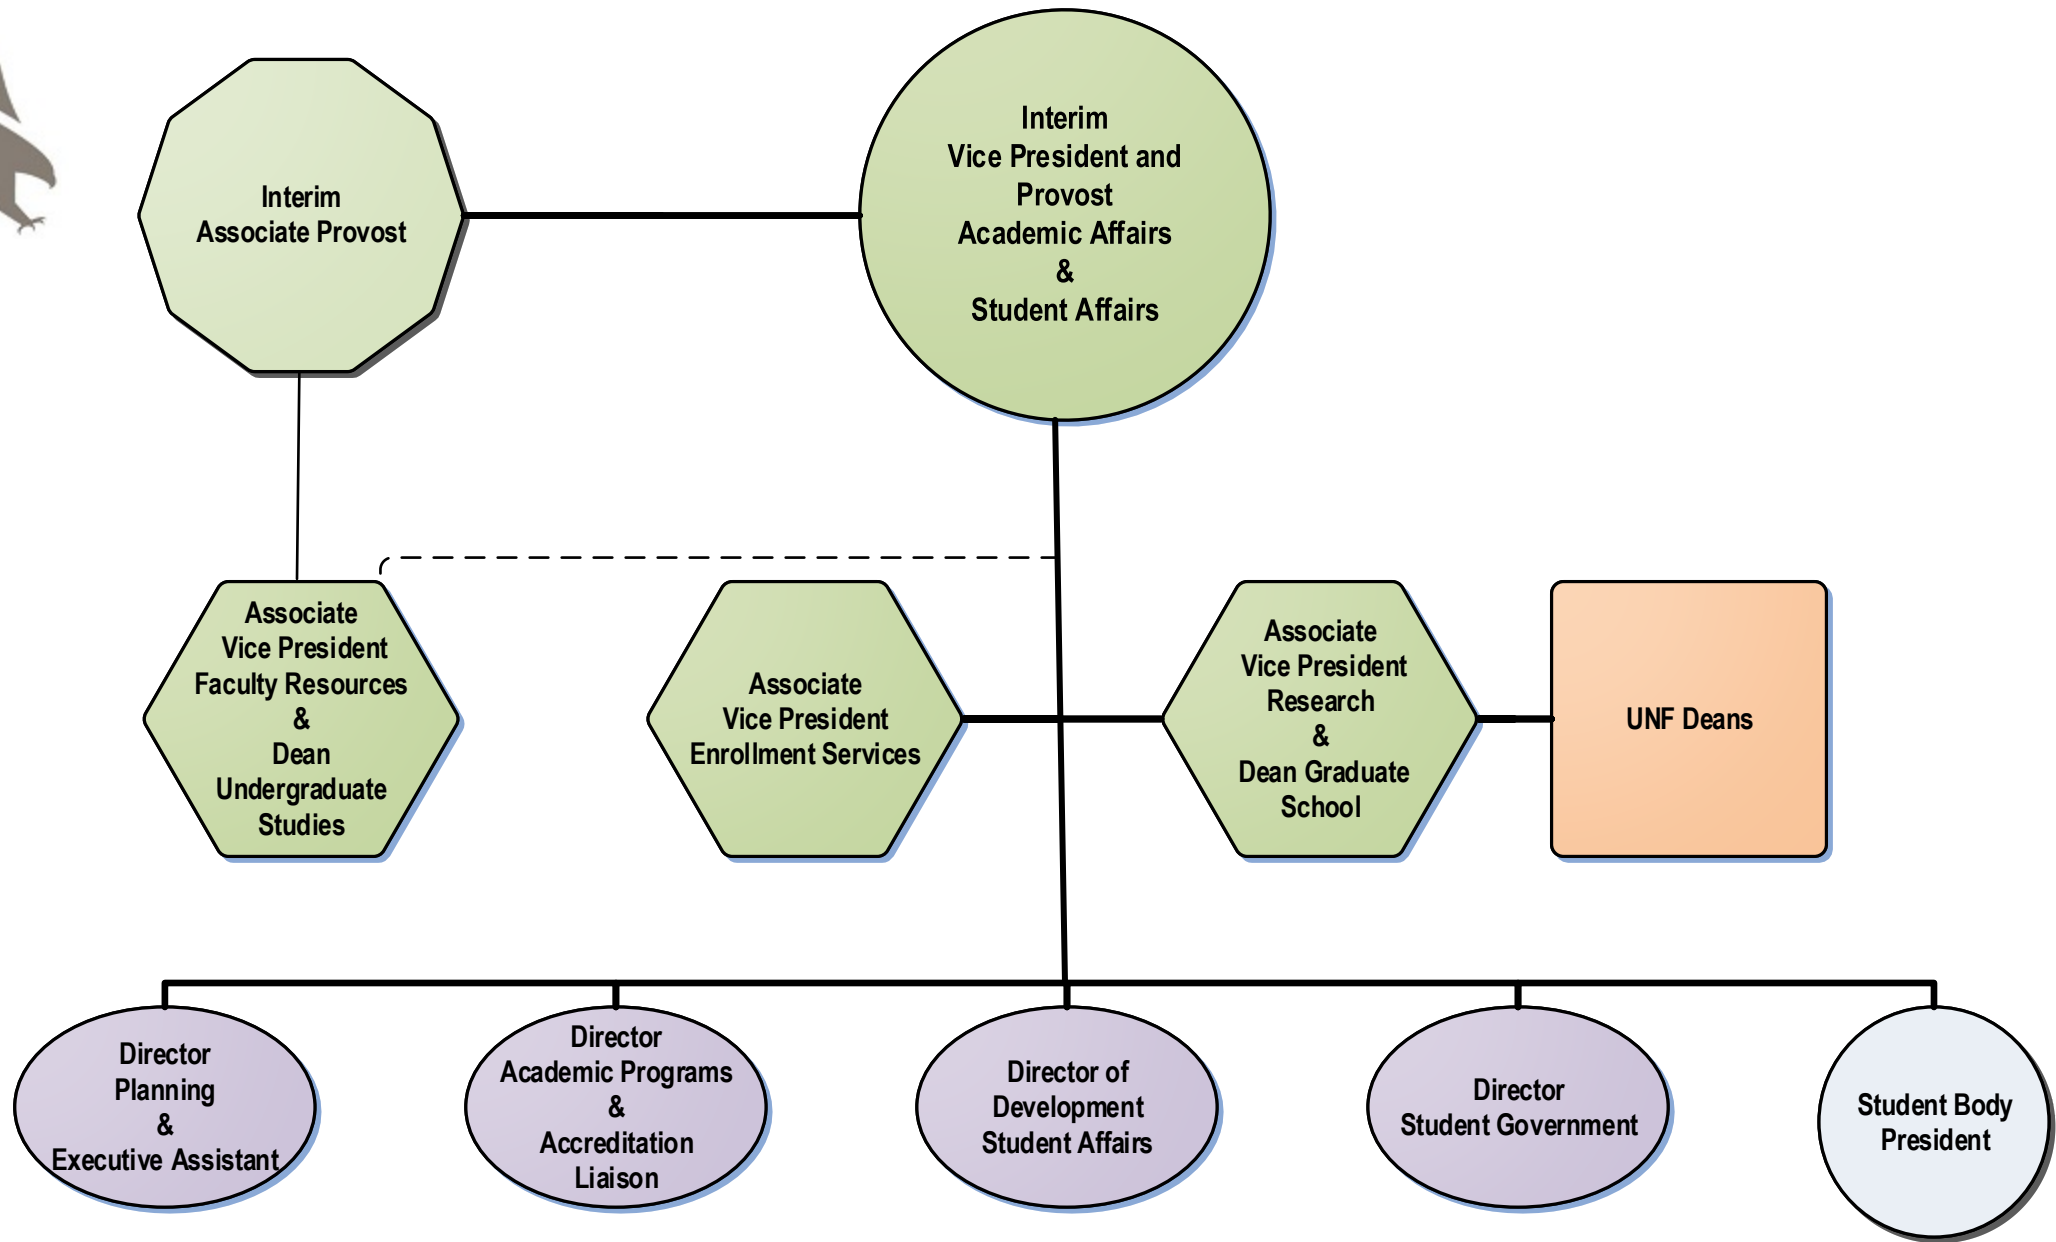 Interim
Associate Provost
Interim
Vice President and
Provost
Academic Affairs
&
Student Affairs
Associate
Vice President
Faculty Resources
&
Dean
Undergraduate
Studies
Associate
Vice President
Enrollment Services
Associate
Vice President
Research
&
Dean Graduate
School
UNF Deans
Director
Planning
&
Executive Assistant
Director
Academic Programs
&
Accreditation
Liaison
Director of
Development
Student Affairs
Director
Student Government
Student Body
President